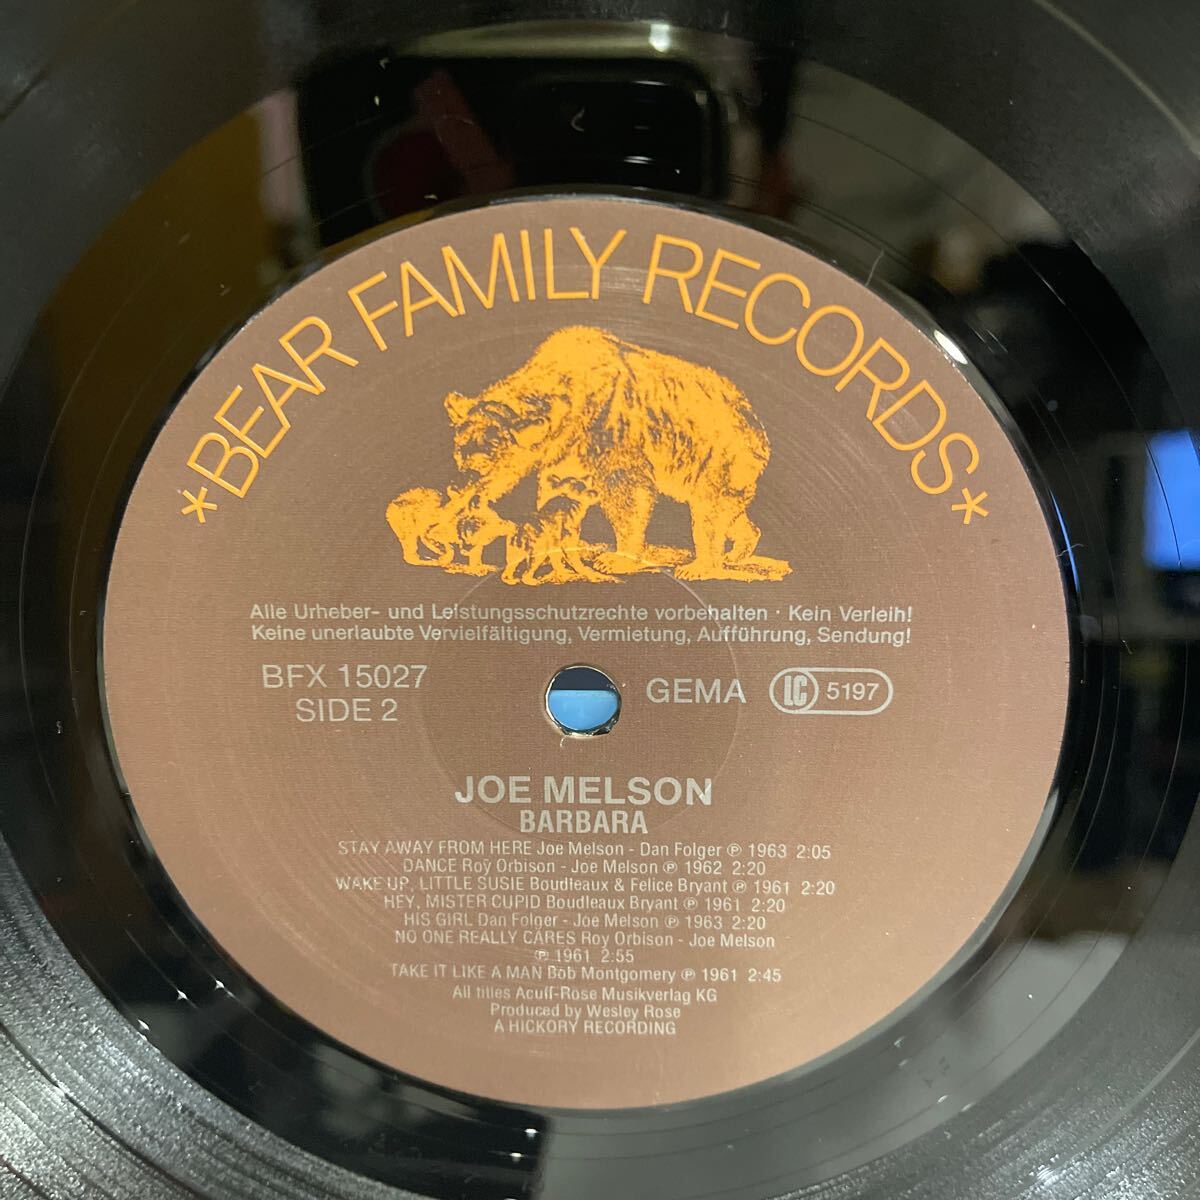 *BEAR FAMILY RECORDS*
Alle Urheber- und Leistungsschutzrechte vorbehalten · Kein Verleih!
Keine unerlaubte Vervielfältigung, Vermietung, Aufführung, Sendung!
BFX 15027
SIDE 2
GEMA
LC 5197
JOE MELSON
BARBARA
STAY AWAY FROM HERE Joe Melson - Dan Folger ℗ 1963 2:05
DANCE Roy Orbison - Joe Melson ℗ 1962 2:20
WAKE UP, LITTLE SUSIE Boudleaux & Felice Bryant ℗ 1961 2:20
HEY, MISTER CUPID Boudleaux Bryant ℗ 1961 2:20
HIS GIRL Dan Folger - Joe Melson ℗ 1963 2:20
NO ONE REALLY CARES Roy Orbison - Joe Melson
℗ 1961 2:55
TAKE IT LIKE A MAN Bob Montgomery ℗ 1961 2:45
All titles Acuff-Rose Musikverlag KG
Produced by Wesley Rose
A HICKORY RECORDING